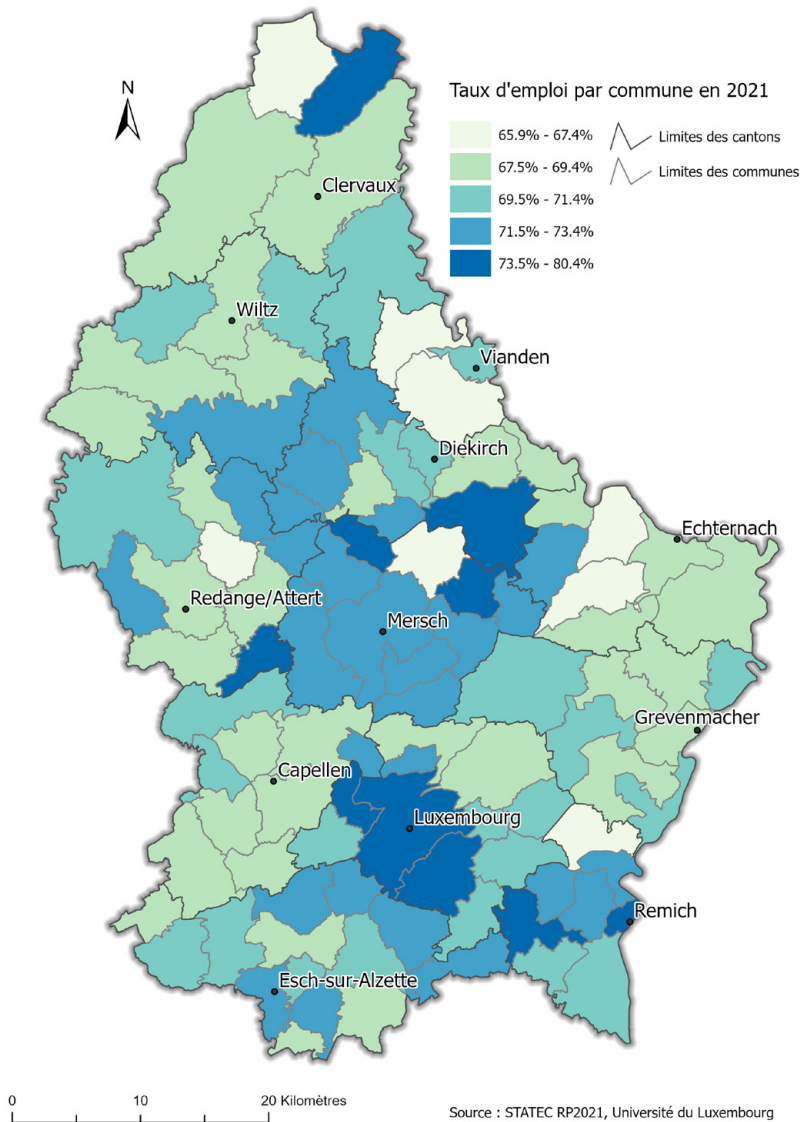 N
Taux d'emploi par commune en 2021
65.9% - 67.4%
67.5% - 69.4%
69.5% - 71.4%
71.5% - 73.4%
73.5% - 80.4%
Limites des cantons
Limites des communes
Clervaux
Wiltz
Vianden
Diekirch
Echternach
Redange/Attert
Mersch
Grevenmacher
Capellen
Luxembourg
Remich
Esch-sur-Alzette
0 10 20 Kilomètres
Source : STATEC RP2021, Université du Luxembourg